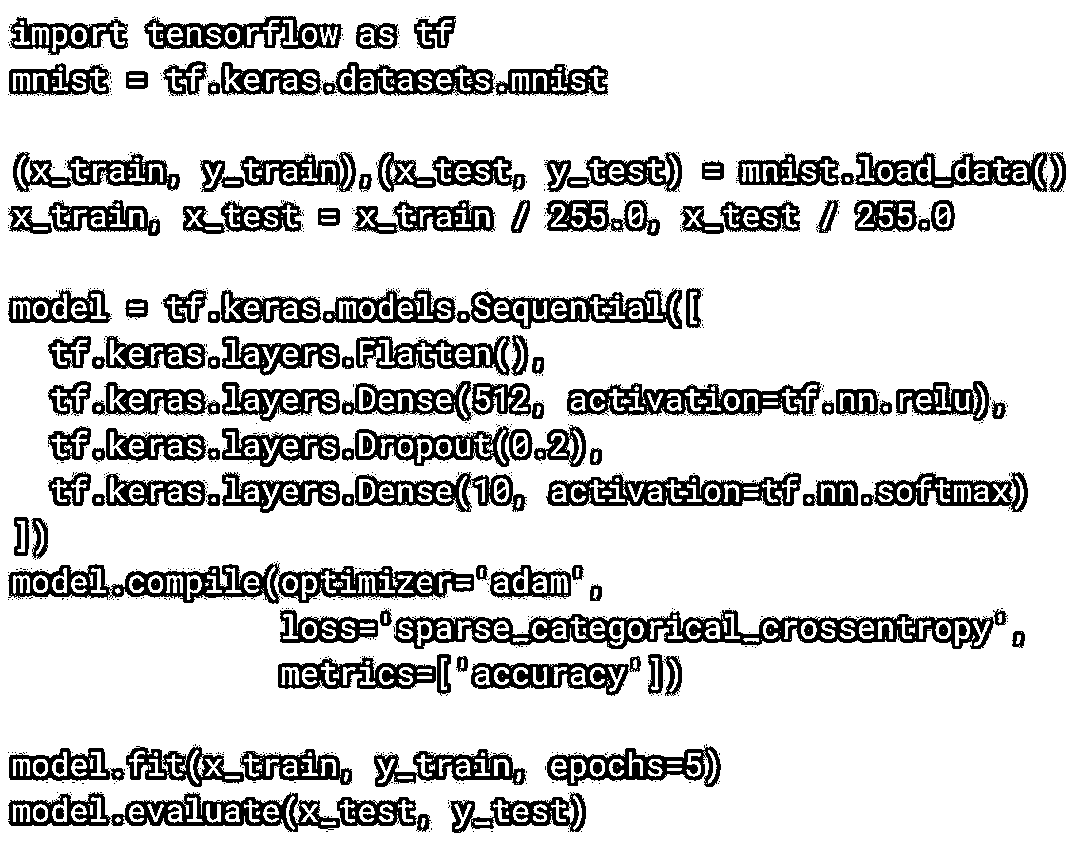 import tensorflow as tf
mnist = tf.keras.datasets.mnist

(x_train, y_train),(x_test, y_test) = mnist.load_data()
x_train, x_test = x_train / 255.0, x_test / 255.0

model = tf.keras.models.Sequential([
  tf.keras.layers.Flatten(),
  tf.keras.layers.Dense(512, activation=tf.nn.relu),
  tf.keras.layers.Dropout(0.2),
  tf.keras.layers.Dense(10, activation=tf.nn.softmax)
])
model.compile(optimizer='adam',
              loss='sparse_categorical_crossentropy',
              metrics=['accuracy'])

model.fit(x_train, y_train, epochs=5)
model.evaluate(x_test, y_test)